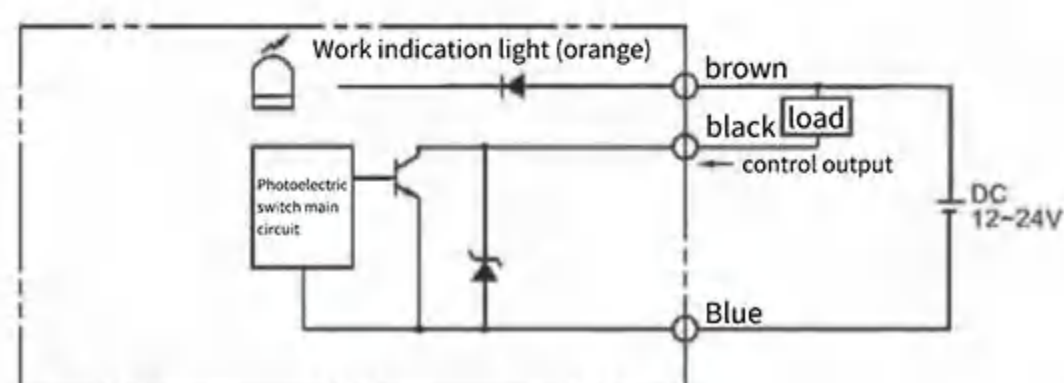 Work indication light (orange)
brown
load
black
control output
Photoelectric
switch main
circuit
DC
12~24V
Blue